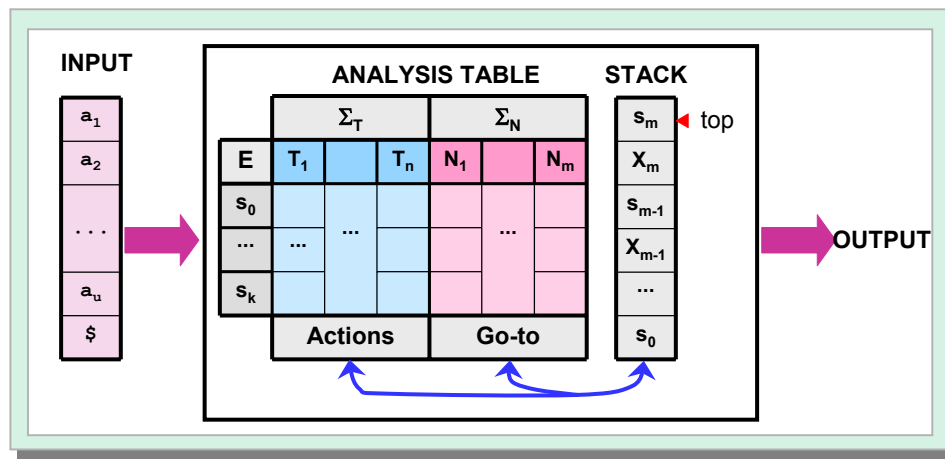 INPUT
a1
a2
...
au
$
ANALYSIS TABLE
ΣT ΣN
E T1 Tn N1 Nm
s0
... ... ... ...
sk
Actions Go-to
STACK
sm top
Xm
sm-1
Xm-1
...
s0
OUTPUT